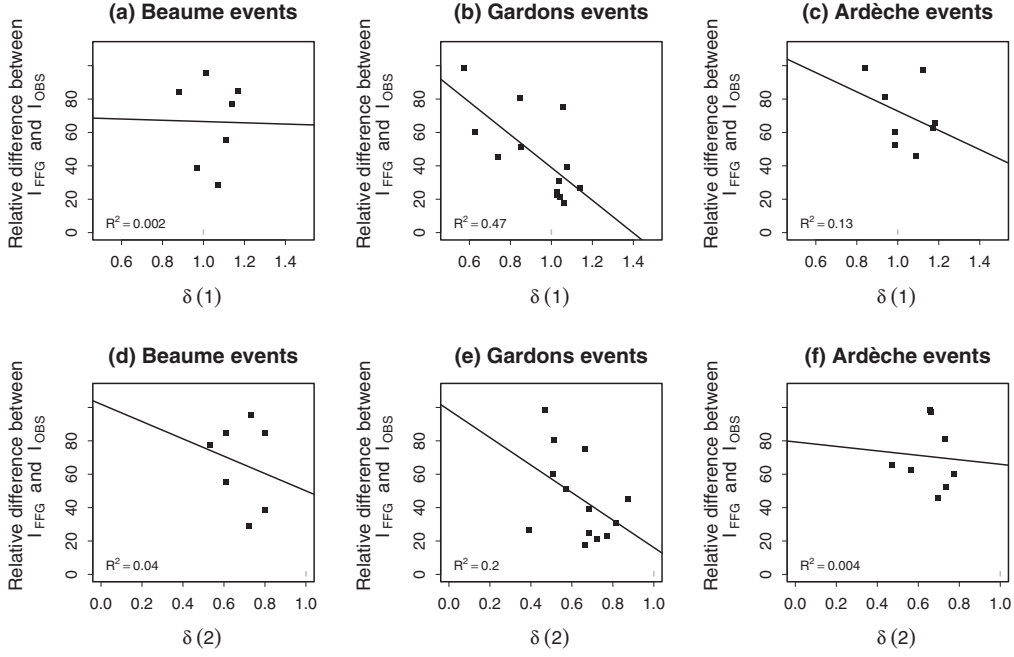 (a) Beaume events
Relative difference between
I FFG and I OBS
0 20 40 60 80
R² = 0.002
0.6 0.8 1.0 1.2 1.4
δ (1)
(b) Gardons events
Relative difference between
I FFG and I OBS
0 20 40 60 80
R² = 0.47
0.6 0.8 1.0 1.2 1.4
δ (1)
(c) Ardèche events
Relative difference between
I FFG and I OBS
0 20 40 60 80
R² = 0.13
0.6 0.8 1.0 1.2 1.4
δ (1)
(d) Beaume events
Relative difference between
I FFG and I OBS
0 20 40 60 80
R² = 0.04
0.0 0.2 0.4 0.6 0.8 1.0
δ (2)
(e) Gardons events
Relative difference between
I FFG and I OBS
0 20 40 60 80
R² = 0.2
0.0 0.2 0.4 0.6 0.8 1.0
δ (2)
(f) Ardèche events
Relative difference between
I FFG and I OBS
0 20 40 60 80
R² = 0.004
0.0 0.2 0.4 0.6 0.8 1.0
δ (2)